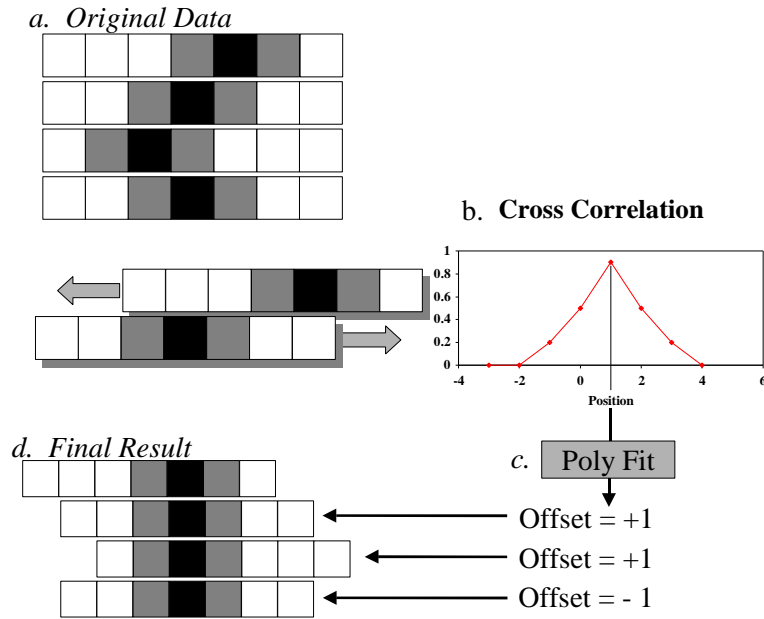 a. Original Data
b. Cross Correlation
1
0.8
0.6
0.4
0.2
0
-4
-2
0
2
4
6
Position
d. Final Result
c. Poly Fit
Offset = +1
Offset = +1
Offset = - 1